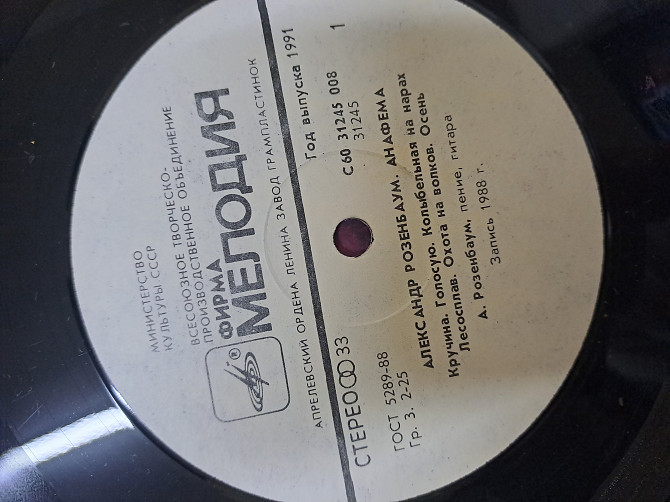 МИНИСТЕРСТВО
КУЛЬТУРЫ СССР
ВСЕСОЮЗНОЕ ТВОРЧЕСКО-
ПРОИЗВОДСТВЕННОЕ ОБЪЕДИНЕНИЕ
ФИРМА
МЕЛОДИЯ
®
АПРЕЛЕВСКИЙ ОРДЕНА ЛЕНИНА ЗАВОД ГРАМПЛАСТИНОК
Год выпуска 1991
СТЕРЕО 33
С60 31245 008 1
31245
ГОСТ 5289-88
Гр. 3. 2-25
АЛЕКСАНДР РОЗЕНБАУМ. АНАФЕМА
Кручина. Голосую. Колыбельная на нарах
Лесосплав. Охота на волков. Осень
А. Розенбаум, пение, гитара
Запись 1988 г.